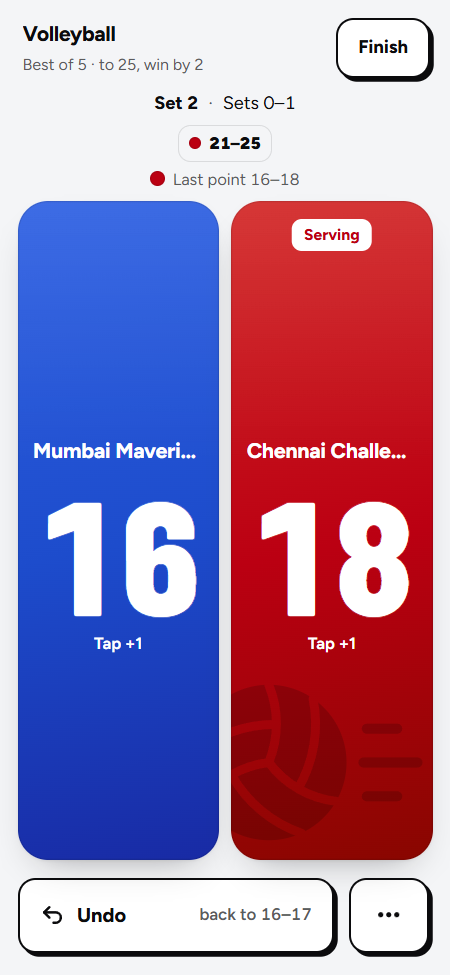 Volleyball
Best of 5 · to 25, win by 2
Finish
Set 2 · Sets 0–1
21–25
Last point 16–18
Serving
Mumbai Maveri...
16
Tap +1
Chennai Challe...
18
Tap +1
Undo
back to 16–17